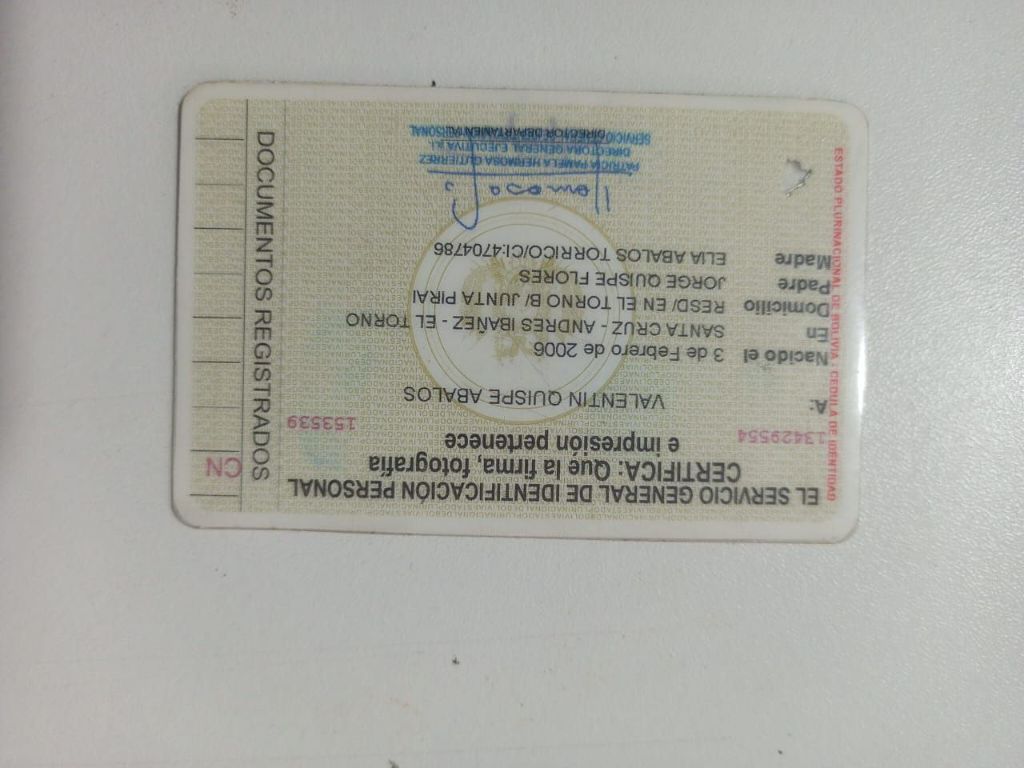 EL SERVICIO GENERAL DE IDENTIFICACIÓN PERSONAL
CERTIFICA: Que la firma, fotografía
e impresión pertenece
13429554 153539
A: VALENTIN QUISPE ABALOS
Nacido el 3 de Febrero de 2006
En SANTA CRUZ - ANDRES IBAÑEZ - EL TORNO
Domicilio RESD/ EN EL TORNO B/ JUNTA PIRAI
Padre JORGE QUISPE FLORES
Madre ELIA ABALOS TORRICO/CI:4704786
PATRICIA PAMELA HERMOSA GUTIERREZ
DIRECTORA GENERAL EJECUTIVA a.i.
DIRECTOR DEPARTAMENTAL
ESTADO PLURINACIONAL DE BOLIVIA - CEDULA DE IDENTIDAD
DOCUMENTOS REGISTRADOS
CN